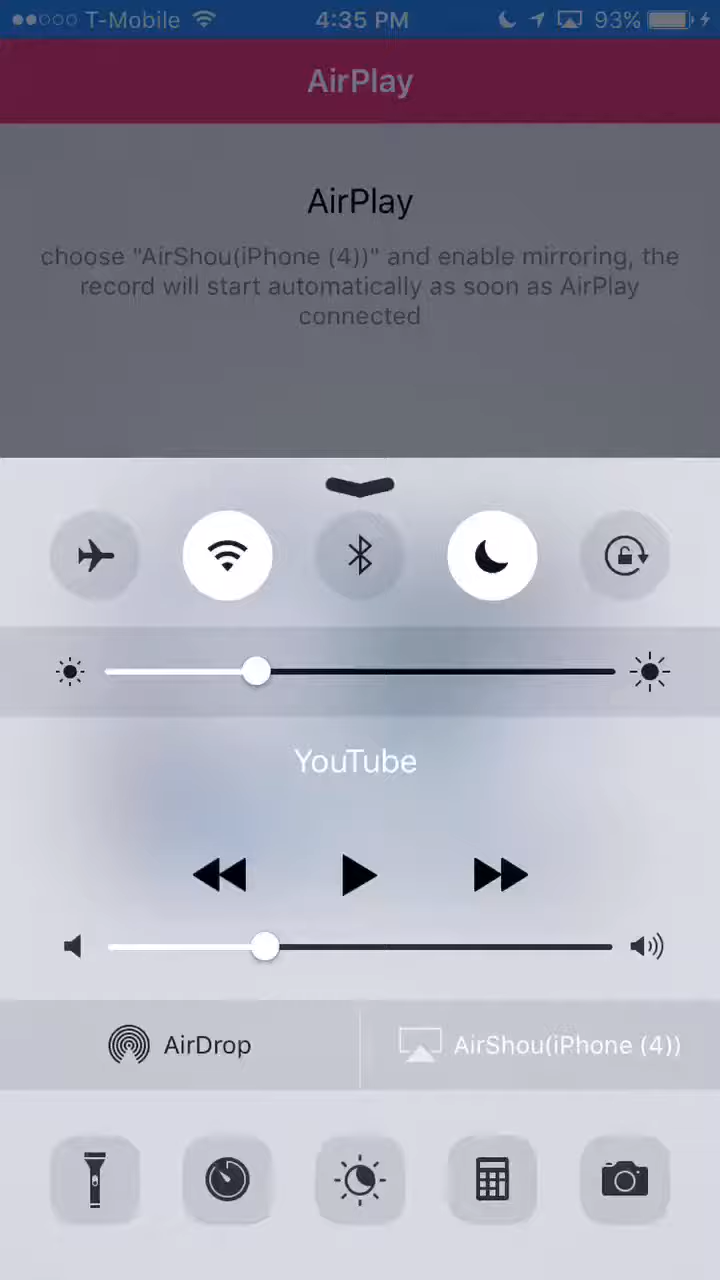 T-Mobile 4:35 PM 93%
AirPlay
AirPlay
choose "AirShou(iPhone (4))" and enable mirroring, the
record will start automatically as soon as AirPlay
connected
YouTube
AirDrop AirShou(iPhone (4))